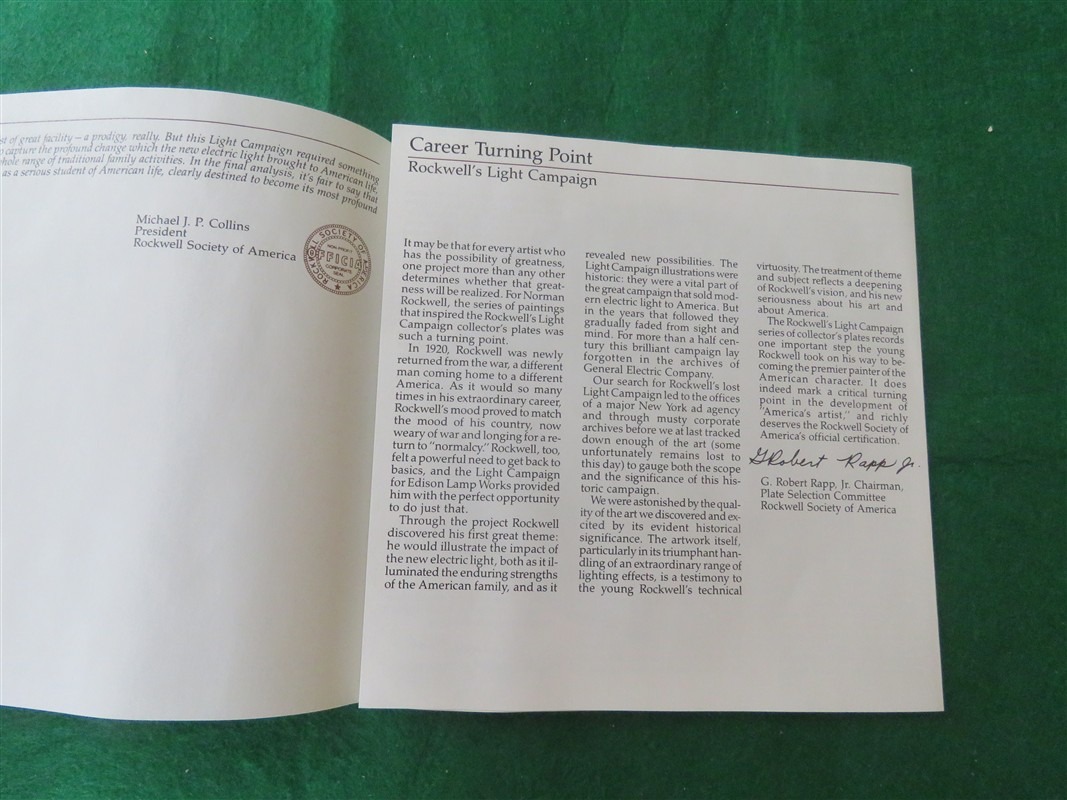 st of great facility – a prodigy, really. But this Light Campaign required something
capture the profound change which the new electric light brought to American life.
whole range of traditional family activities. In the final analysis, it's fair to say that
as a serious student of American life, clearly destined to become its most profound
Michael J. P. Collins
President
Rockwell Society of America
ROCKWELL SOCIETY OF AMERICA
NON-PROFIT
OFFICIAL
CORPORATE
SEAL
Career Turning Point
Rockwell's Light Campaign
It may be that for every artist who
has the possibility of greatness,
one project more than any other
determines whether that great-
ness will be realized. For Norman
Rockwell, the series of paintings
that inspired the Rockwell's Light
Campaign collector's plates was
such a turning point.
In 1920, Rockwell was newly
returned from the war, a different
man coming home to a different
America. As it would so many
times in his extraordinary career,
Rockwell's mood proved to match
the mood of his country, now
weary of war and longing for a re-
turn to "normalcy." Rockwell, too,
felt a powerful need to get back to
basics, and the Light Campaign
for Edison Lamp Works provided
him with the perfect opportunity
to do just that.
Through the project Rockwell
discovered his first great theme:
he would illustrate the impact of
the new electric light, both as it il-
luminated the enduring strengths
of the American family, and as it
revealed new possibilities. The
Light Campaign illustrations were
historic: they were a vital part of
the great campaign that sold mod-
ern electric light to America. But
in the years that followed they
gradually faded from sight and
mind. For more than a half cen-
tury this brilliant campaign lay
forgotten in the archives of
General Electric Company.
Our search for Rockwell's lost
Light Campaign led to the offices
of a major New York ad agency
and through musty corporate
archives before we at last tracked
down enough of the art (some
unfortunately remains lost to
this day) to gauge both the scope
and the significance of this his-
toric campaign.
We were astonished by the qual-
ity of the art we discovered and ex-
cited by its evident historical
significance. The artwork itself,
particularly in its triumphant han-
dling of an extraordinary range of
lighting effects, is a testimony to
the young Rockwell's technical
virtuosity. The treatment of theme
and subject reflects a deepening
of Rockwell's vision, and his new
seriousness about his art and
about America.
The Rockwell's Light Campaign
series of collector's plates records
one important step the young
Rockwell took on his way to be-
coming the premier painter of the
American character. It does
indeed mark a critical turning
point in the development of
"America's artist," and richly
deserves the Rockwell Society of
America's official certification.
G Robert Rapp Jr.
G. Robert Rapp, Jr. Chairman,
Plate Selection Committee
Rockwell Society of America